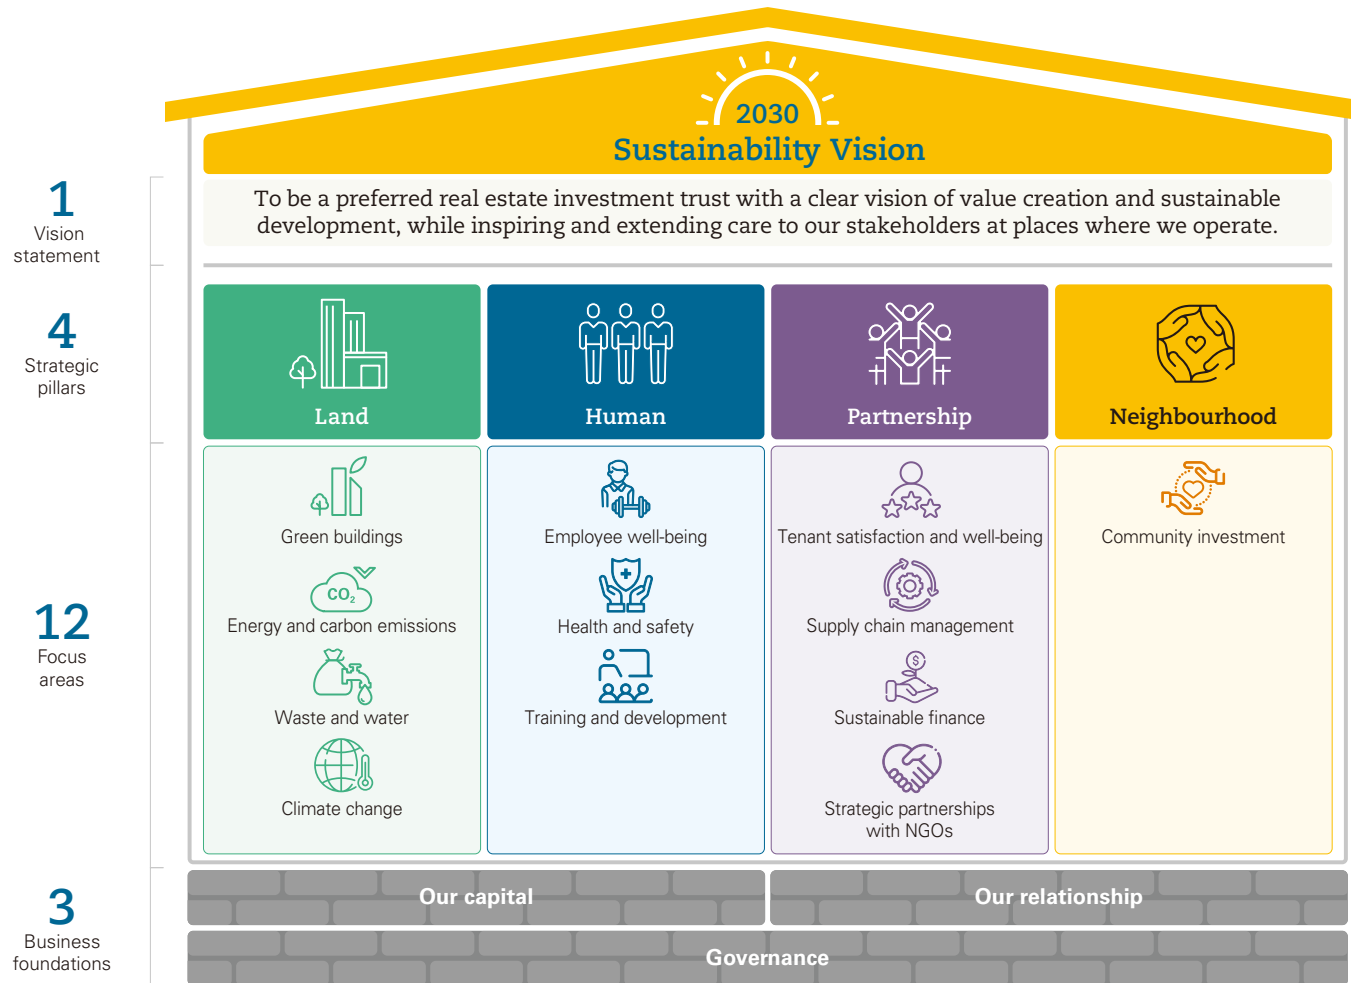 2030
Sustainability Vision
1
Vision
statement
To be a preferred real estate investment trust with a clear vision of value creation and sustainable
development, while inspiring and extending care to our stakeholders at places where we operate.
4
Strategic
pillars
Land
Human
Partnership
Neighbourhood
12
Focus
areas
Green buildings
CO₂
Energy and carbon emissions
Waste and water
Climate change
Employee well-being
Health and safety
Training and development
Tenant satisfaction and well-being
Supply chain management
$
Sustainable finance
Strategic partnerships
with NGOs
Community investment
3
Business
foundations
Our capital
Our relationship
Governance